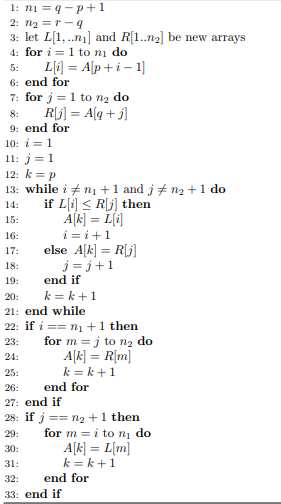 1: n₁ = q − p + 1
2: n₂ = r − q
3: let L[1,..n₁] and R[1..n₂] be new arrays
4: for i = 1 to n₁ do
5: L[i] = A[p + i − 1]
6: end for
7: for j = 1 to n₂ do
8: R[j] = A[q + j]
9: end for
10: i = 1
11: j = 1
12: k = p
13: while i ≠ n₁ + 1 and j ≠ n₂ + 1 do
14: if L[i] ≤ R[j] then
15: A[k] = L[i]
16: i = i + 1
17: else A[k] = R[j]
18: j = j + 1
19: end if
20: k = k + 1
21: end while
22: if i == n₁ + 1 then
23: for m = j to n₂ do
24: A[k] = R[m]
25: k = k + 1
26: end for
27: end if
28: if j == n₂ + 1 then
29: for m = i to n₁ do
30: A[k] = L[m]
31: k = k + 1
32: end for
33: end if